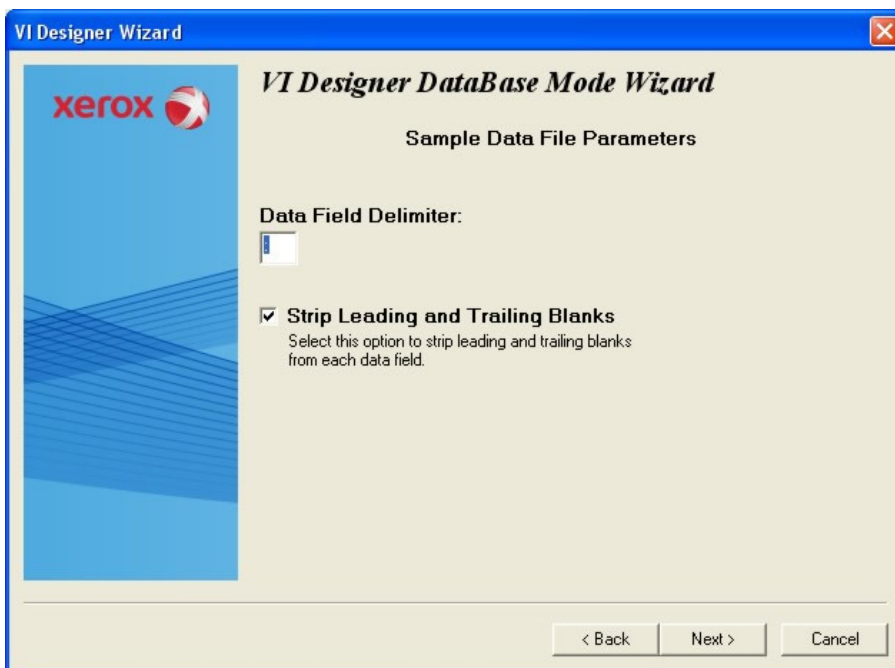 VI Designer Wizard
xerox
VI Designer DataBase Mode Wizard
Sample Data File Parameters
Data Field Delimiter:
:
Strip Leading and Trailing Blanks
Select this option to strip leading and trailing blanks
from each data field.
< Back
Next >
Cancel